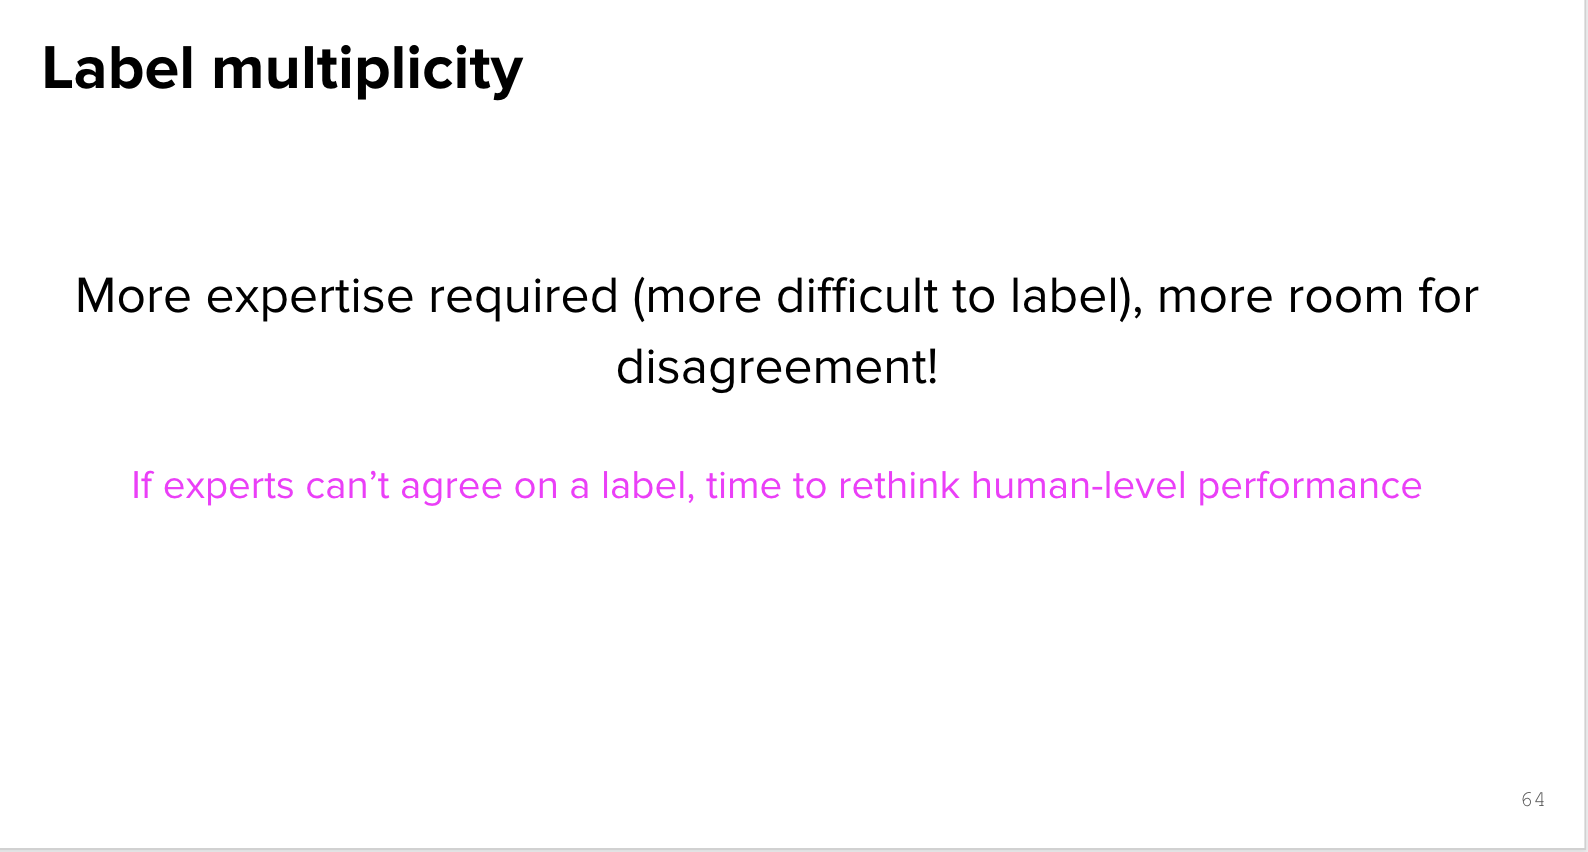 Label multiplicity
More expertise required (more difficult to label), more room for
disagreement!
If experts can’t agree on a label, time to rethink human-level performance
64